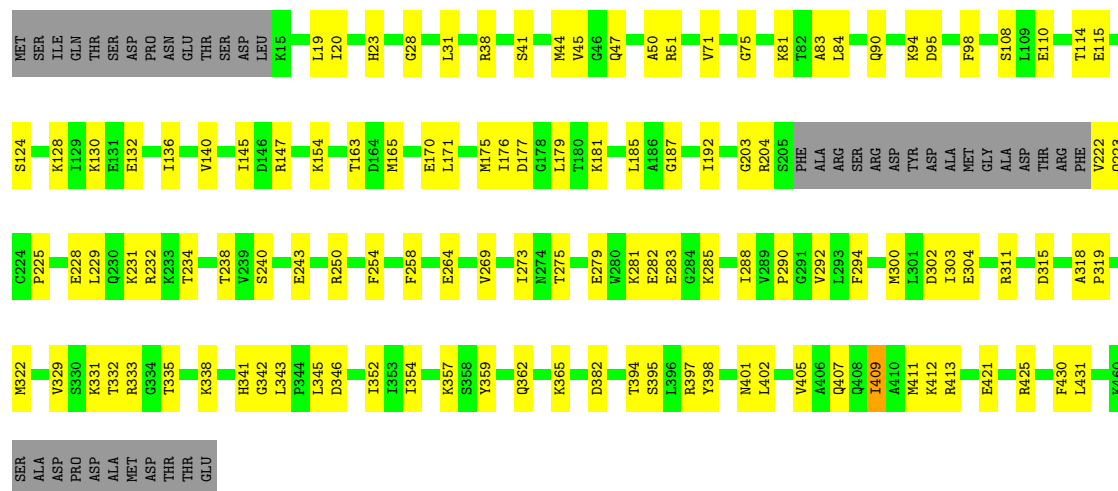 MET SER ILE GLN THR SER ASP PRO ASN GLU THR SER ASP LEU K15 L19 I20 H23 G28 L31 R38 S41 M44 V45 G46 Q47 A50 R51 V71 G75 K81 T82 A83 L84 Q90 K94 D95 F98 S108 L109 E110 T114 E115
S124 K128 I129 K130 E131 E132 I136 V140 I145 D146 R147 K154 T163 D164 M165 E170 L171 M175 I176 D177 G178 L179 T180 K181 L185 A186 G187 I192 G203 R204 S205 PHE ALA ARG SER ARG ASP TYR ASP ALA MET GLY ALA ASP THR ARG PHE V222
C224 P225 E228 L229 Q230 K231 R232 K233 T234 T238 V239 S240 E243 R250 F254 F258 E264 V269 I273 N274 T275 E279 W280 K281 E282 E283 G284 K285 I288 V289 P290 G291 V292 L293 F294 M300 L301 D302 I303 E304 R311 D315 A318 P319
M322 V329 S330 K331 T332 R333 G334 T335 K338 H341 G342 L343 P344 L345 D346 I352 I353 I354 K357 S358 Y359 Q362 K365 D382 T394 S395 L396 R397 Y398 N401 L402 V405 A406 Q407 Q408 I409 A410 M411 K412 R413 E421 R425 F430 L431 K460
SER ALA ASP PRO ASP ALA MET ASP THR THR GLU